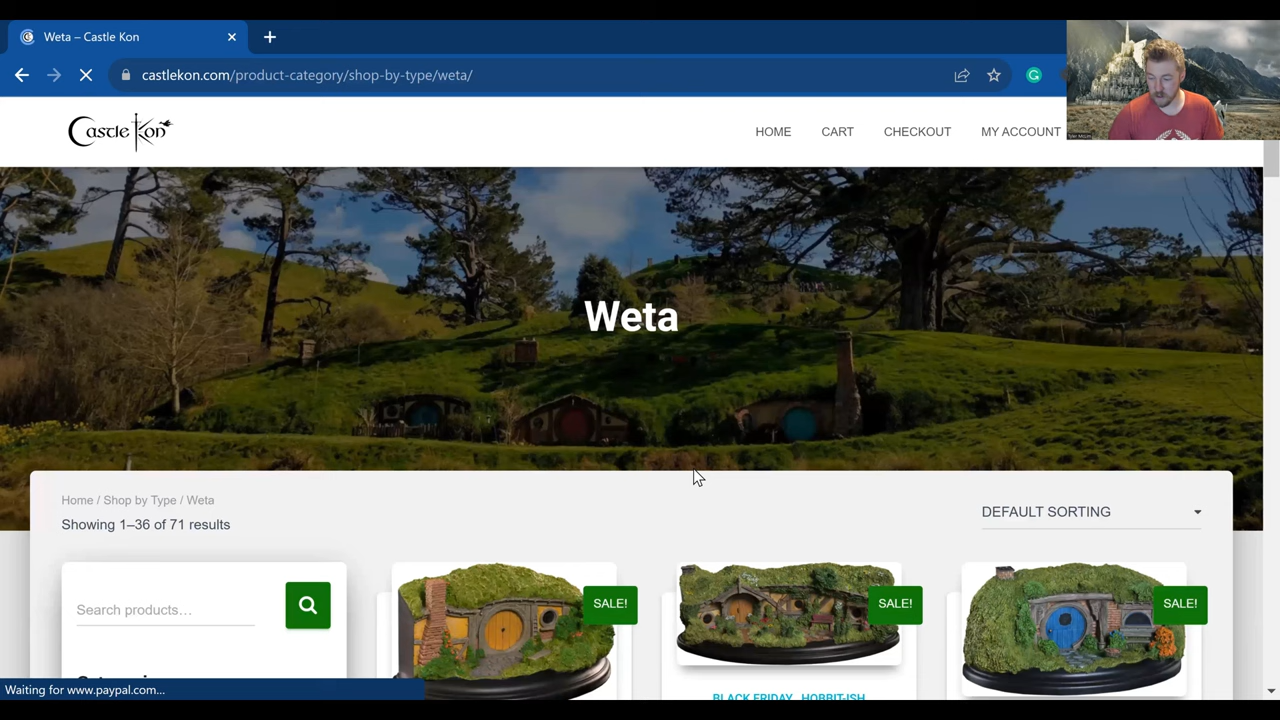 Weta – Castle Kon
castlekon.com/product-category/shop-by-type/weta/
Castle Kon
HOME
CART
CHECKOUT
MY ACCOUNT
Weta
Home / Shop by Type / Weta
Showing 1–36 of 71 results
DEFAULT SORTING
Search products…
SALE!
SALE!
SALE!
BLACK FRIDAY, HOBBIT-ISH
Waiting for www.paypal.com...